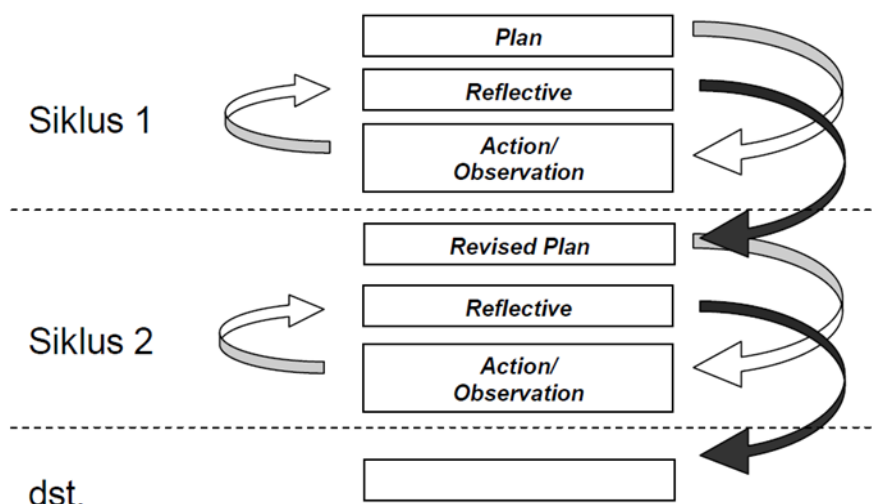 Plan
Siklus 1
Reflective
Action/
Observation
Revised Plan
Siklus 2
Reflective
Action/
Observation
dst.